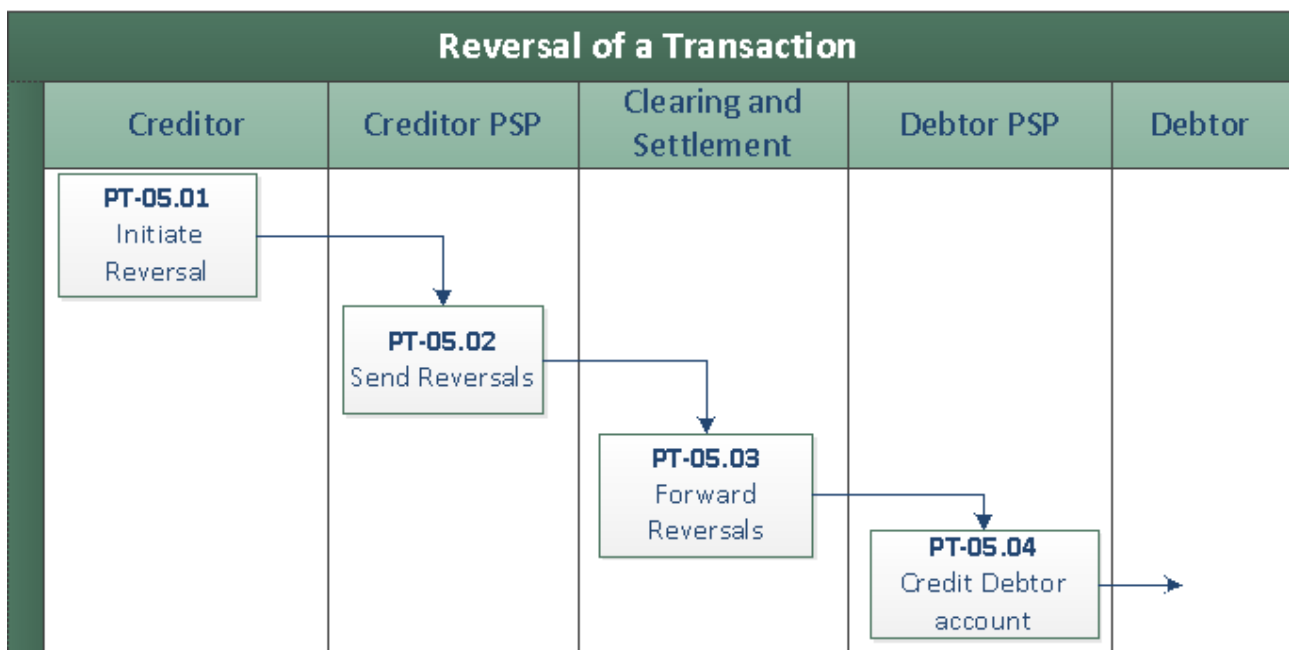 Reversal of a Transaction
Creditor
Creditor PSP
Clearing and
Settlement
Debtor PSP
Debtor
PT-05.01
Initiate
Reversal
PT-05.02
Send Reversals
PT-05.03
Forward
Reversals
PT-05.04
Credit Debtor
account